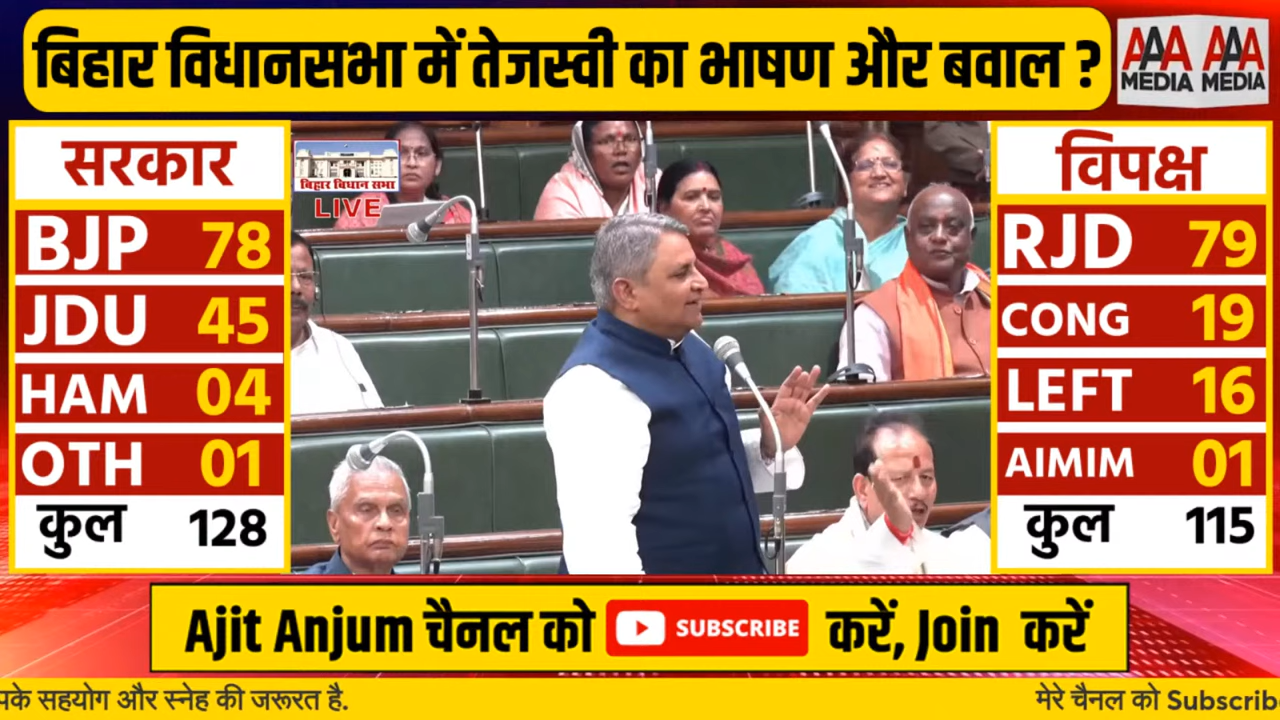 बिहार विधानसभा में तेजस्वी का भाषण और बवाल ?
AAA AAA
MEDIA MEDIA
सरकार
BJP 78
JDU 45
HAM 04
OTH 01
कुल 128
बिहार विधान सभा
LIVE
विपक्ष
RJD 79
CONG 19
LEFT 16
AIMIM 01
कुल 115
Ajit Anjum चैनल को SUBSCRIBE करें, Join करें
के सहयोग और स्नेह की जरूरत है. मेरे चैनल को Subscrib